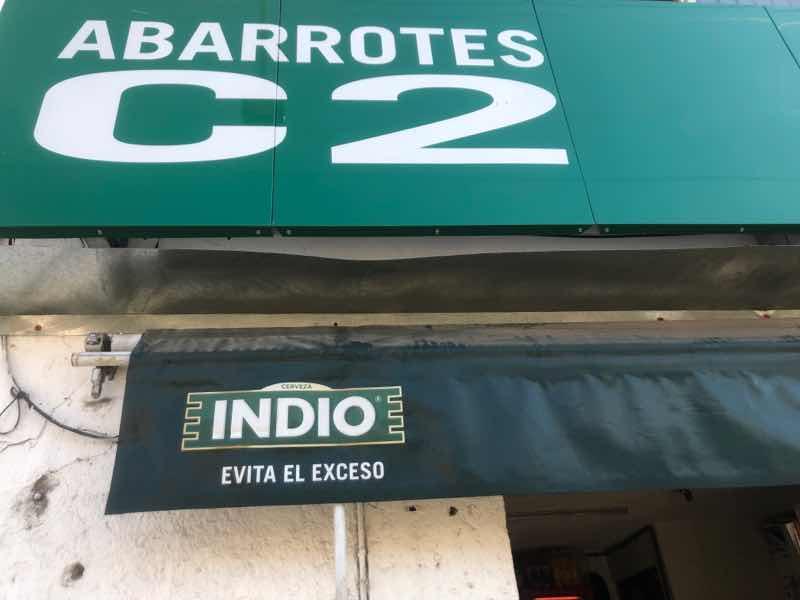 ABARROTES
C2
CERVEZA
INDIO®
EVITA EL EXCESO